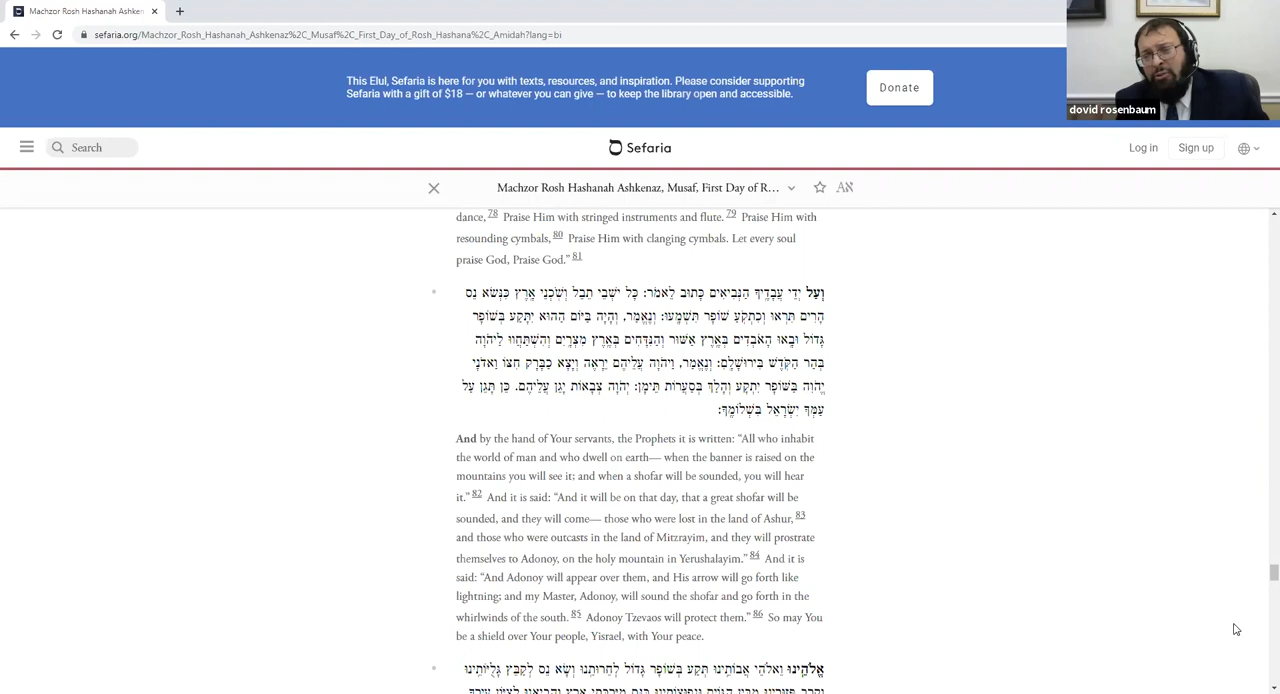 Machzor Rosh Hashanah Ashken
sefaria.org/Machzor_Rosh_Hashanah_Ashkenaz%2C_Musaf%2C_First_Day_of_Rosh_Hashanah%2C_Amidah?lang=bi
dovid rosenbaum
This Elul, Sefaria is here for you with texts, resources, and inspiration. Please consider supporting
Sefaria with a gift of $18 — or whatever you can give — to keep the library open and accessible.
Donate
Search
Sefaria
Log in
Sign up
Machzor Rosh Hashanah Ashkenaz, Musaf, First Day of R...
dance, 78 Praise Him with stringed instruments and flute. 79 Praise Him with
resounding cymbals, 80 Praise Him with clanging cymbals. Let every soul
praise God, Praise God.” 81
וְעַל יְדֵי עֲבָדֶֽיךָ הַנְּבִיאִים כָּתוּב לֵאמֹר: כָּל יֽשְׁבֵי תֵבֵל וְשֹֽׁכְנֵי אָֽרֶץ כִּנְשֹׂא נֵס
הָרִים תִּרְאוּ וְכִתְקֹֽעַ שׁוֹפָר תִּשְׁמָֽעוּ: וְנֶאֱמַר, וְהָיָה בַּיּוֹם הַהוּא יִתָּקַע בְּשׁוֹפָר
גָּדוֹל וּבָֽאוּ הָאֹבְדִים בְּאֶֽרֶץ אַשּׁוּר וְהַנִּדָּחִים בְּאֶֽרֶץ מִצְרָֽיִם וְהִשְׁתַּחֲווּ לַיהֹוָה
בְּהַר הַקֹּֽדֶשׁ בִּירוּשָׁלָֽםִ: וְנֶאֱמַר, וַיהֹוָה עֲלֵיהֶם יֵרָאֶה וְיָצָא כַבָּרָק חִצּוֹ וַאדֹנָי
יֱהֹוִה בַּשּׁוֹפָר יִתְקָע וְהָלַךְ בְּסַעֲרוֹת תֵּימָן: יְהֹוָה צְבָאוֹת יָגֵן עֲלֵיהֶם. כֵּן תָּגֵן עַל
עַמְּךָ יִשְׂרָאֵל בִּשְׁלוֹמֶֽךָ:
And by the hand of Your servants, the Prophets it is written: “All who inhabit
the world of man and who dwell on earth— when the banner is raised on the
mountains you will see it; and when a shofar will be sounded, you will hear
it.” 82 And it is said: “And it will be on that day, that a great shofar will be
sounded, and they will come— those who were lost in the land of Ashur, 83
and those who were outcasts in the land of Mitzrayim, and they will prostrate
themselves to Adonoy, on the holy mountain in Yerushalayim.” 84 And it is
said: “And Adonoy will appear over them, and His arrow will go forth like
lightning; and my Master, Adonoy, will sound the shofar and go forth in the
whirlwinds of the south. 85 Adonoy Tzevaos will protect them.” 86 So may You
be a shield over Your people, Yisrael, with Your peace.
אֱלֹהֵֽינוּ וֵאלֹהֵי אֲבוֹתֵֽינוּ תְּקַע בְּשׁוֹפָר גָּדוֹל לְחֵרוּתֵֽנוּ וְשָׂא נֵס לְקַבֵּץ גָּלֻיּוֹתֵֽינוּ